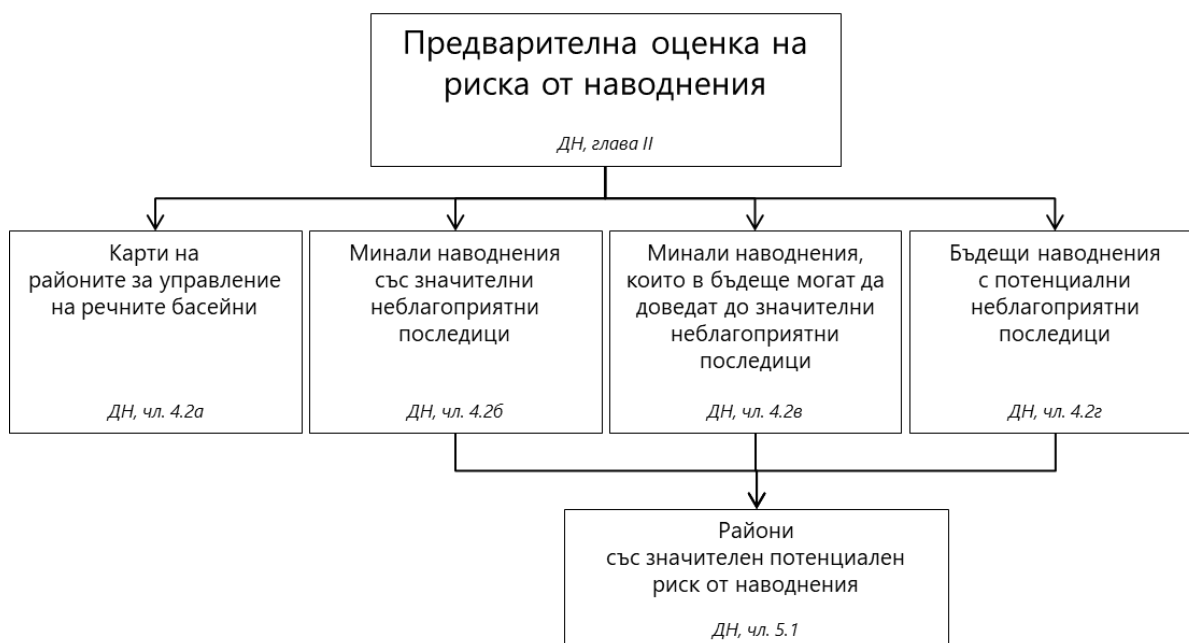 Предварителна оценка на
риска от наводнения
ДН, глава II
Карти на
районите за управление
на речните басейни
ДН, чл. 4.2а
Минали наводнения
със значителни
неблагоприятни
последици
ДН, чл. 4.2б
Минали наводнения,
които в бъдеще могат да
доведат до значителни
неблагоприятни
последици
ДН, чл. 4.2в
Бъдещи наводнения
с потенциални
неблагоприятни
последици
ДН, чл. 4.2г
Райони
със значителен потенциален
риск от наводнения
ДН, чл. 5.1